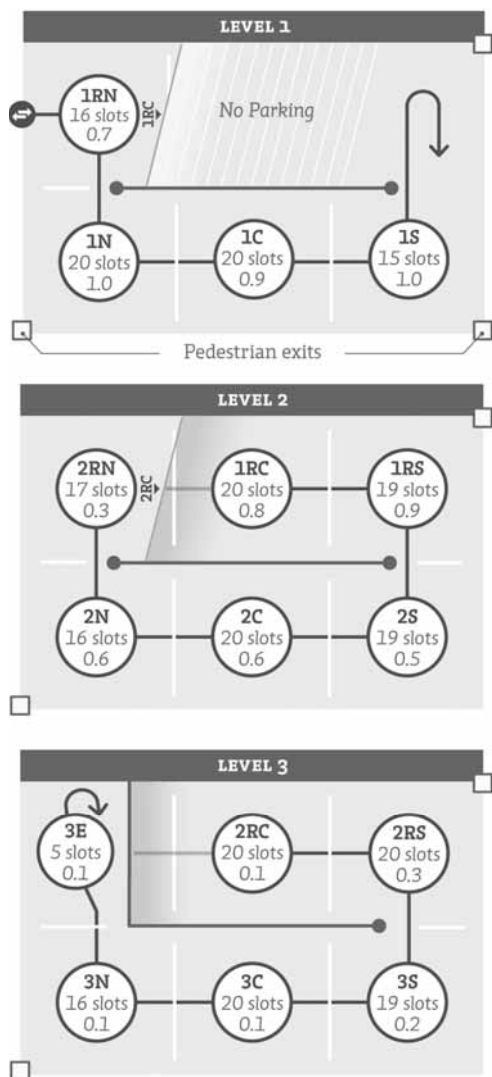 LEVEL 1
1RN
16 slots
0.7
1RC
No Parking
1N
20 slots
1.0
1C
20 slots
0.9
1S
15 slots
1.0
Pedestrian exits
LEVEL 2
2RN
17 slots
0.3
2RC
1RC
20 slots
0.8
1RS
19 slots
0.9
2N
16 slots
0.6
2C
20 slots
0.6
2S
19 slots
0.5
LEVEL 3
3E
5 slots
0.1
2RC
20 slots
0.1
2RS
20 slots
0.3
3N
16 slots
0.1
3C
20 slots
0.1
3S
19 slots
0.2